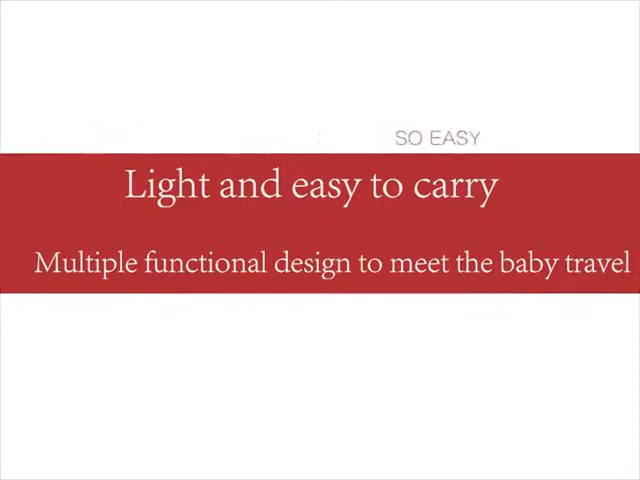 SO EASY
Light and easy to carry
Multiple functional design to meet the baby travel